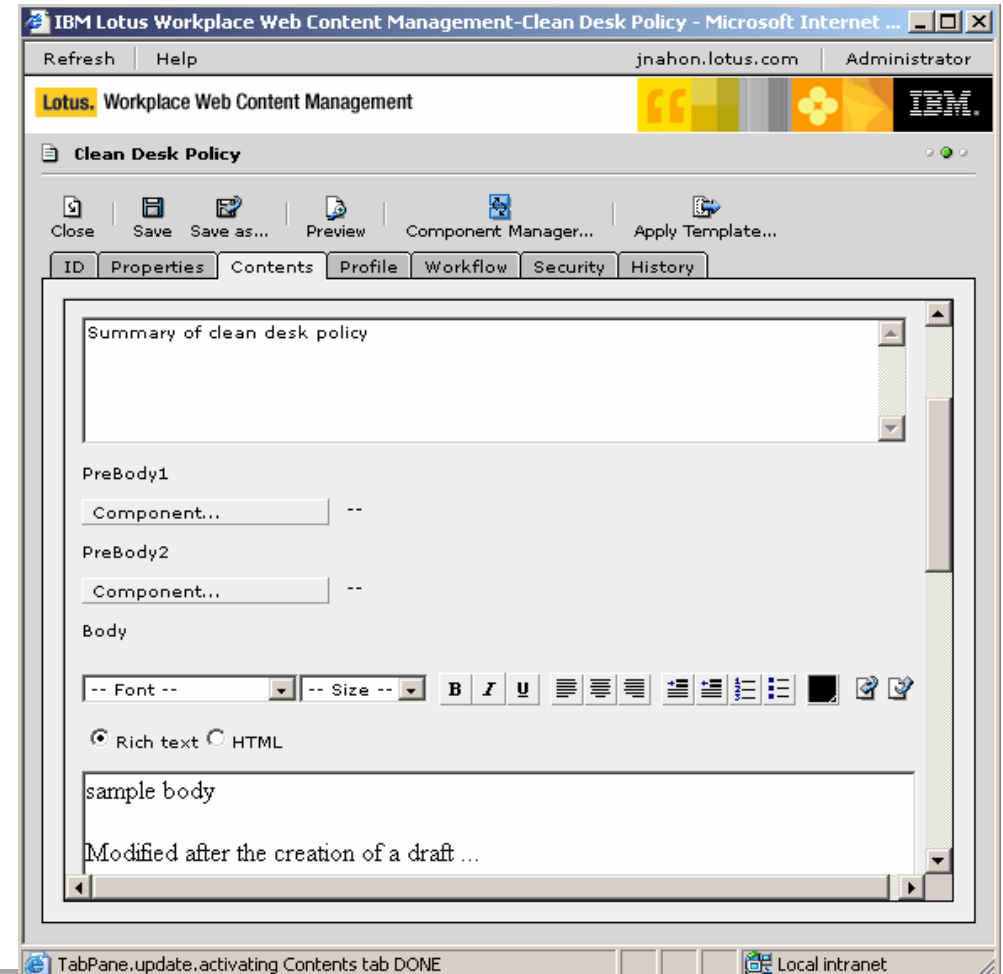 IBM Lotus Workplace Web Content Management-Clean Desk Policy - Microsoft Internet ...
Refresh Help jnahon.lotus.com Administrator
Lotus. Workplace Web Content Management IBM.
Clean Desk Policy
Close Save Save as... Preview Component Manager... Apply Template...
ID Properties Contents Profile Workflow Security History
Summary of clean desk policy
PreBody1
Component... --
PreBody2
Component... --
Body
-- Font -- -- Size -- B I U
Rich text HTML
sample body
Modified after the creation of a draft ...
TabPane.update.activating Contents tab DONE Local intranet